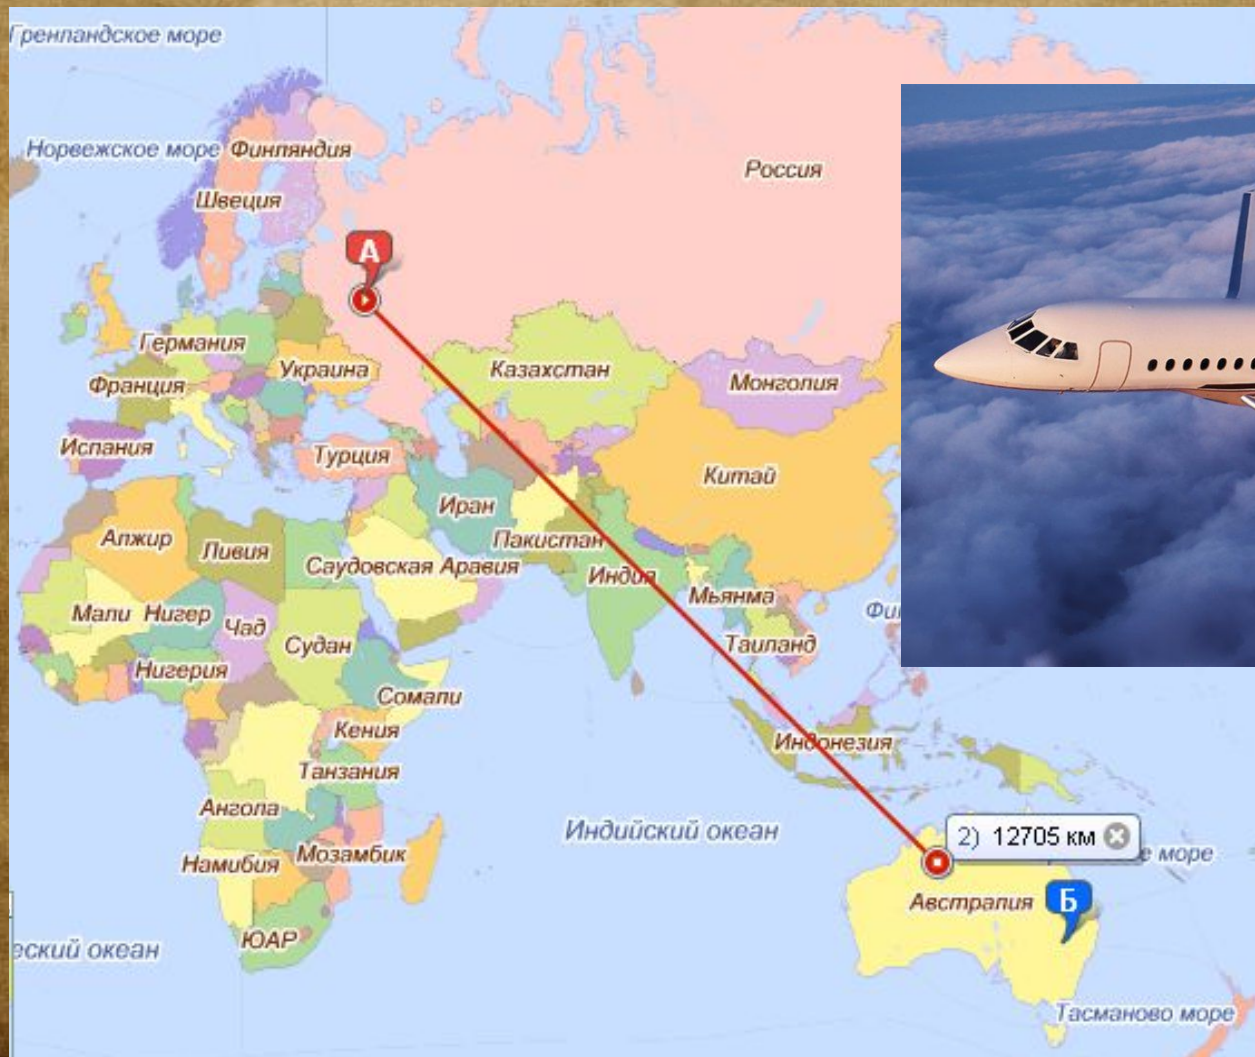 Гренландское море
Норвежское море
Финляндия
Швеция
Россия
А
Германия
Украина
Казахстан
Монголия
Франция
Испания
Турция
Китай
Иран
Алжир
Ливия
Пакистан
Саудовская Аравия
Индия
Мьянма
Мали
Нигер
Чад
Судан
Таиланд
Нигерия
Сомали
Кения
Индонезия
Танзания
Ангола
Индийский океан
2) 12705 км
море
Намибия
Мозамбик
Австралия
Б
ЮАР
океан
Тасманово море